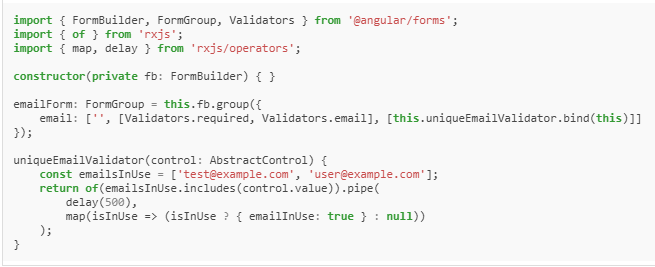 import { FormBuilder, FormGroup, Validators } from '@angular/forms';
import { of } from 'rxjs';
import { map, delay } from 'rxjs/operators';

constructor(private fb: FormBuilder) { }

emailForm: FormGroup = this.fb.group({
    email: ['', [Validators.required, Validators.email], [this.uniqueEmailValidator.bind(this)]]
});

uniqueEmailValidator(control: AbstractControl) {
    const emailsInUse = ['test@example.com', 'user@example.com'];
    return of(emailsInUse.includes(control.value)).pipe(
        delay(500),
        map(isInUse => (isInUse ? { emailInUse: true } : null))
    );
}